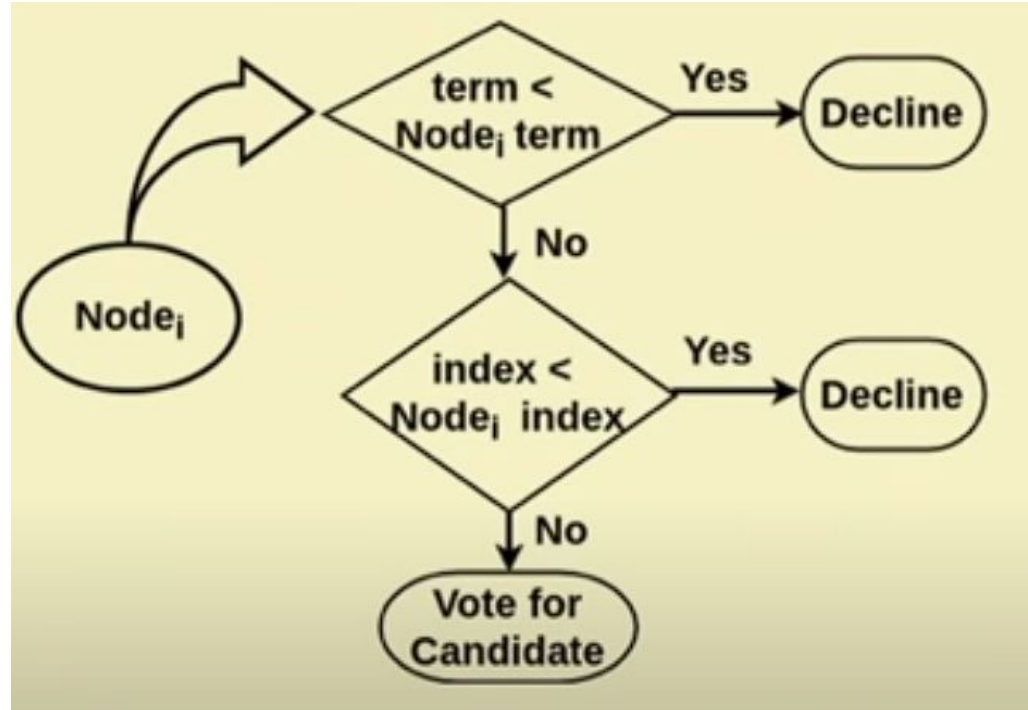 term <
Nodeᵢ term
Yes
Decline
No
Nodeᵢ
index <
Nodeᵢ index
Yes
Decline
No
Vote for
Candidate